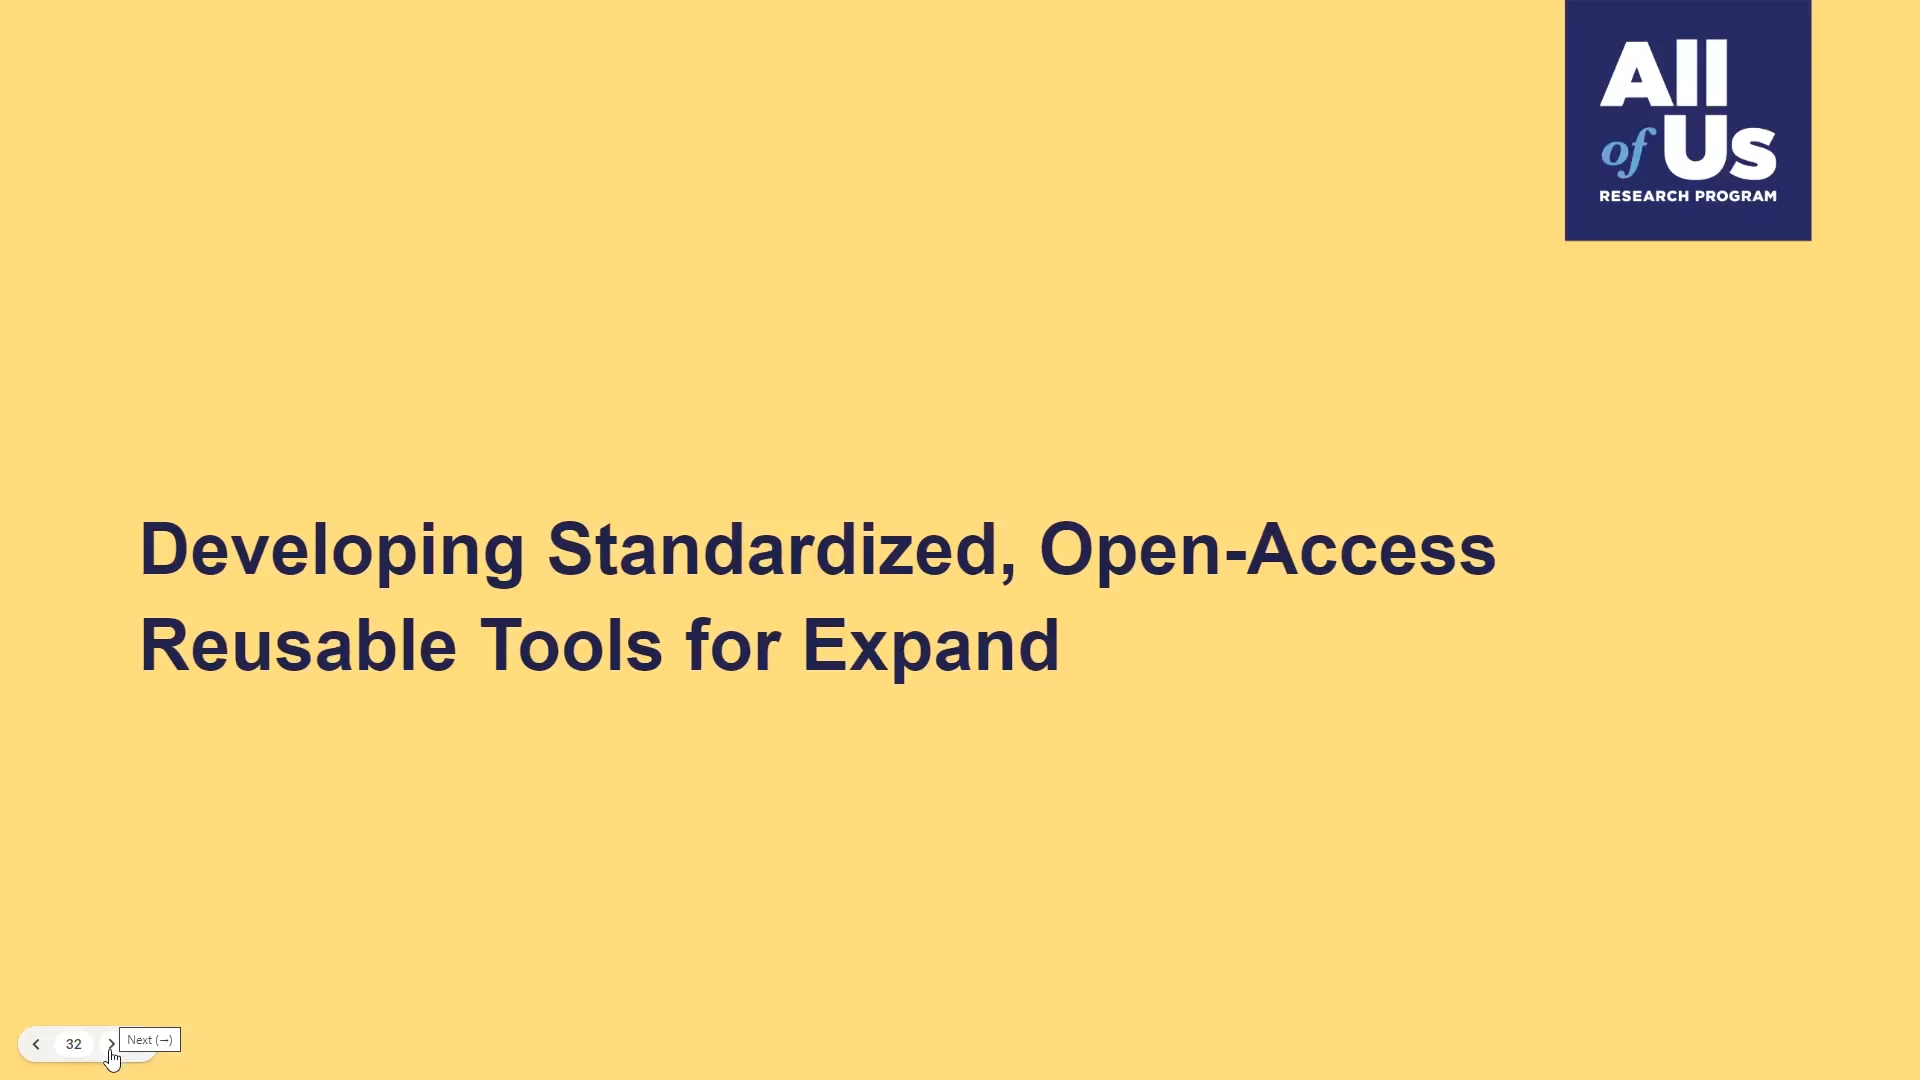 All
of Us
RESEARCH PROGRAM
Developing Standardized, Open-Access
Reusable Tools for Expand
32
Next (→)